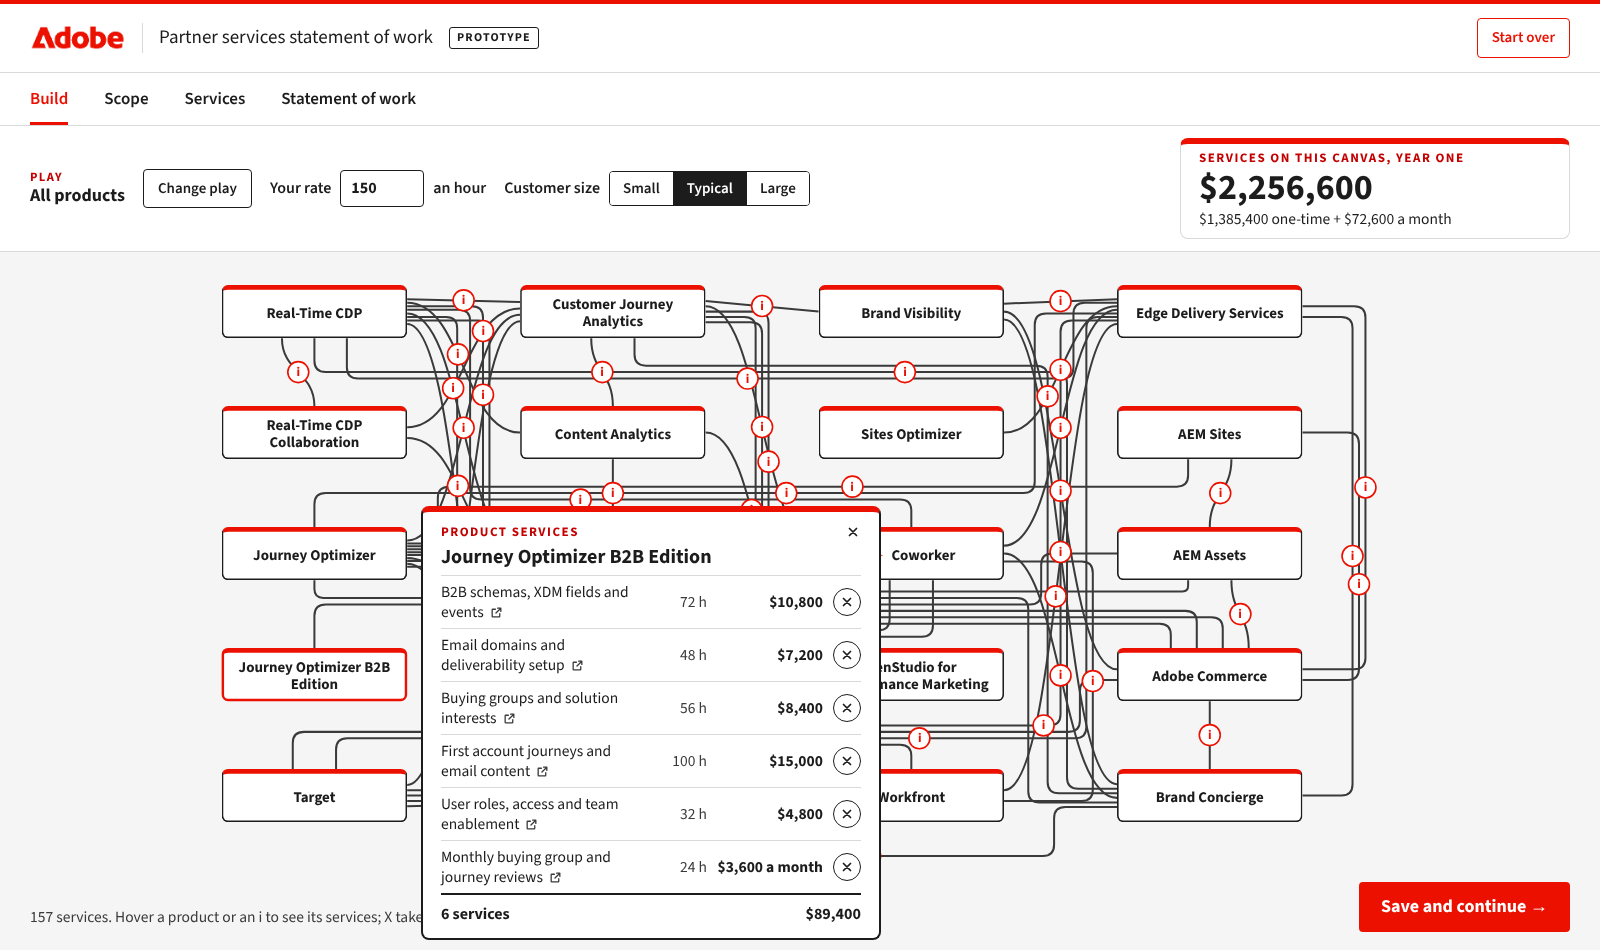 Adobe
Partner services statement of work
PROTOTYPE
Start over
Build
Scope
Services
Statement of work
PLAY
All products
Change play
Your rate
150
an hour
Customer size
Small
Typical
Large
SERVICES ON THIS CANVAS, YEAR ONE
$2,256,600
$1,385,400 one-time + $72,600 a month
Real-Time CDP
Customer Journey
Analytics
Brand Visibility
Edge Delivery Services
Real-Time CDP
Collaboration
Content Analytics
Sites Optimizer
AEM Sites
Journey Optimizer
Coworker
AEM Assets
Journey Optimizer B2B
Edition
enStudio for
mance Marketing
Adobe Commerce
Target
Workfront
Brand Concierge
PRODUCT SERVICES
Journey Optimizer B2B Edition
B2B schemas, XDM fields and
events
72 h
$10,800
Email domains and
deliverability setup
48 h
$7,200
Buying groups and solution
interests
56 h
$8,400
First account journeys and
email content
100 h
$15,000
User roles, access and team
enablement
32 h
$4,800
Monthly buying group and
journey reviews
24 h
$3,600 a month
6 services
$89,400
157 services. Hover a product or an i to see its services; X take
Save and continue →